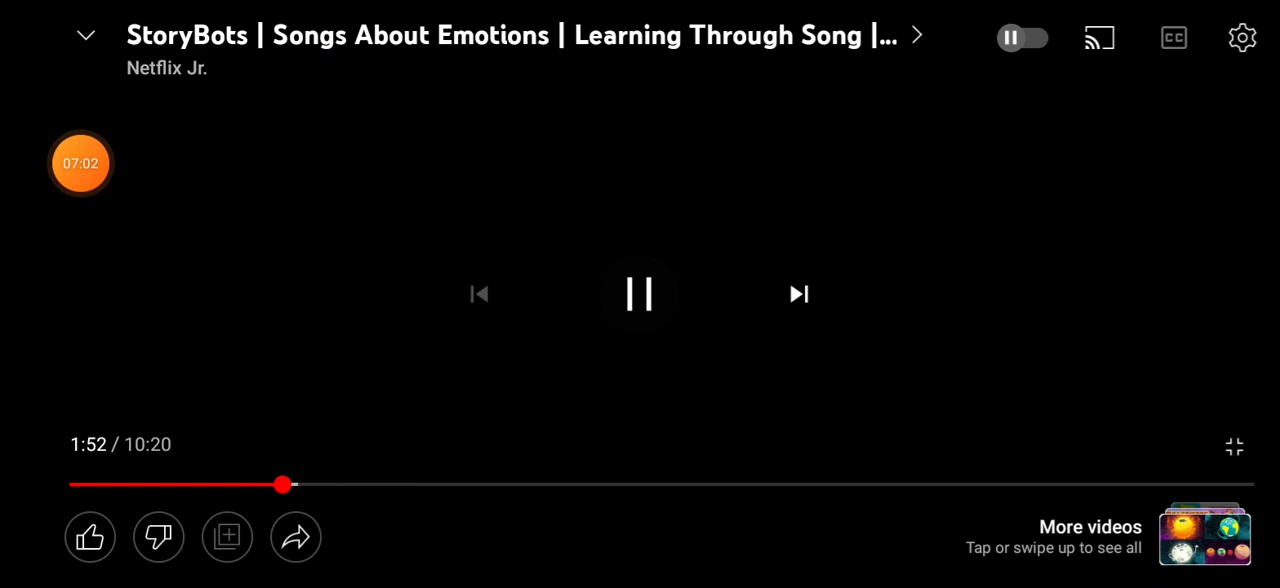 StoryBots | Songs About Emotions | Learning Through Song |...
Netflix Jr.
CC
07:02
1:52 / 10:20
More videos
Tap or swipe up to see all